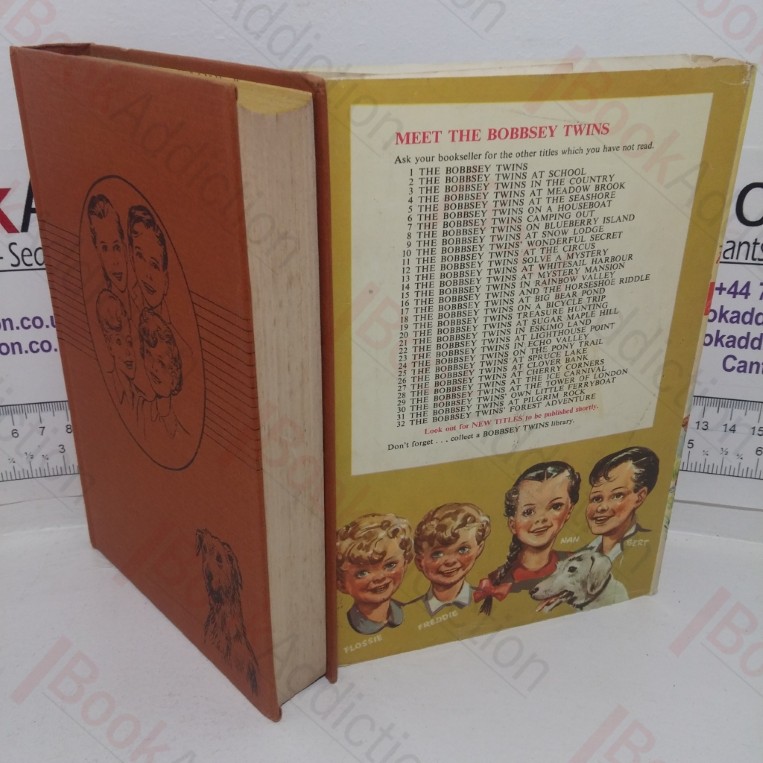 MEET THE BOBBSEY TWINS
Ask your bookseller for the other titles which you have not read.
1 THE BOBBSEY TWINS
2 THE BOBBSEY TWINS AT SCHOOL
3 THE BOBBSEY TWINS IN THE COUNTRY
4 THE BOBBSEY TWINS AT MEADOW BROOK
5 THE BOBBSEY TWINS AT THE SEASHORE
6 THE BOBBSEY TWINS ON A HOUSEBOAT
7 THE BOBBSEY TWINS CAMPING OUT
8 THE BOBBSEY TWINS ON BLUEBERRY ISLAND
9 THE BOBBSEY TWINS AT SNOW LODGE
10 THE BOBBSEY TWINS' WONDERFUL SECRET
11 THE BOBBSEY TWINS AT THE CIRCUS
12 THE BOBBSEY TWINS SOLVE A MYSTERY
13 THE BOBBSEY TWINS AT WHITESAIL HARBOUR
14 THE BOBBSEY TWINS AT MYSTERY MANSION
15 THE BOBBSEY TWINS IN RAINBOW VALLEY
16 THE BOBBSEY TWINS AND THE HORSESHOE RIDDLE
17 THE BOBBSEY TWINS AT BIG BEAR POND
18 THE BOBBSEY TWINS ON A BICYCLE TRIP
19 THE BOBBSEY TWINS TREASURE HUNTING
20 THE BOBBSEY TWINS AT SUGAR MAPLE HILL
21 THE BOBBSEY TWINS IN ESKIMO LAND
22 THE BOBBSEY TWINS AT LIGHTHOUSE POINT
23 THE BOBBSEY TWINS IN ECHO VALLEY
24 THE BOBBSEY TWINS ON THE PONY TRAIL
25 THE BOBBSEY TWINS AT SPRUCE LAKE
26 THE BOBBSEY TWINS AT CLOVER BANK
27 THE BOBBSEY TWINS AT CHERRY CORNERS
28 THE BOBBSEY TWINS AT THE ICE CARNIVAL
29 THE BOBBSEY TWINS AT THE TOWER OF LONDON
30 THE BOBBSEY TWINS' OWN LITTLE FERRYBOAT
31 THE BOBBSEY TWINS AT PILGRIM ROCK
32 THE BOBBSEY TWINS' FOREST ADVENTURE
Look out for NEW TITLES to be published shortly.
Don't forget . . . collect a BOBBSEY TWINS library.
FLOSSIE
FREDDIE
NAN
BERT
+44 7
BookAddiction